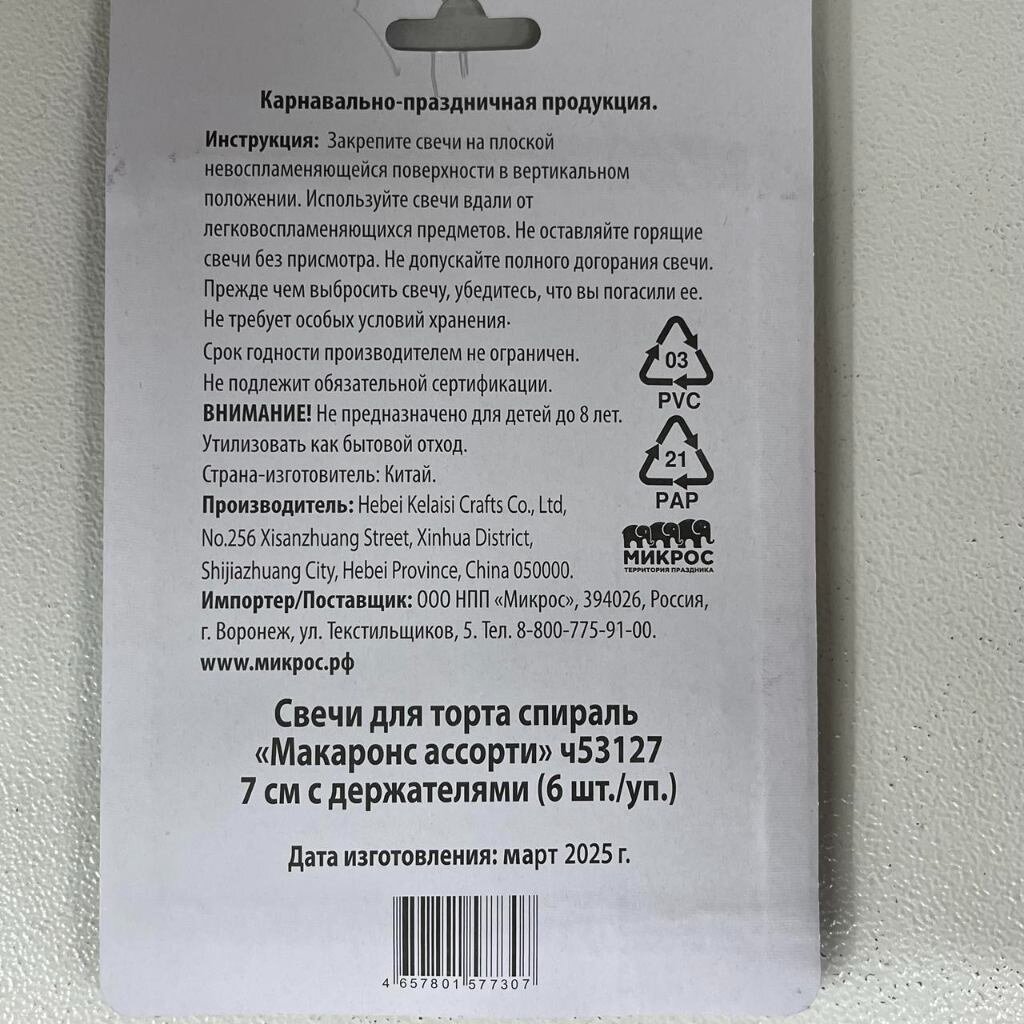 Карнавально-праздничная продукция.
Инструкция: Закрепите свечи на плоской
невоспламеняющейся поверхности в вертикальном
положении. Используйте свечи вдали от
легковоспламеняющихся предметов. Не оставляйте горящие
свечи без присмотра. Не допускайте полного догорания свечи.
Прежде чем выбросить свечу, убедитесь, что вы погасили ее.
Не требует особых условий хранения.
Срок годности производителем не ограничен.
Не подлежит обязательной сертификации.
ВНИМАНИЕ! Не предназначено для детей до 8 лет.
Утилизовать как бытовой отход.
Страна-изготовитель: Китай.
03
PVC
21
PAP
МИКРОС
ТЕРРИТОРИЯ ПРАЗДНИКА
Производитель: Hebei Kelaisi Crafts Co., Ltd,
No.256 Xisanzhuang Street, Xinhua District,
Shijiazhuang City, Hebei Province, China 050000.
Импортер/Поставщик: ООО НПП «Микрос», 394026, Россия,
г. Воронеж, ул. Текстильщиков, 5. Тел. 8-800-775-91-00.
www.микрос.рф
Свечи для торта спираль
«Макаронс ассорти» ч53127
7 см с держателями (6 шт./уп.)
Дата изготовления: март 2025 г.
4 657801 577307